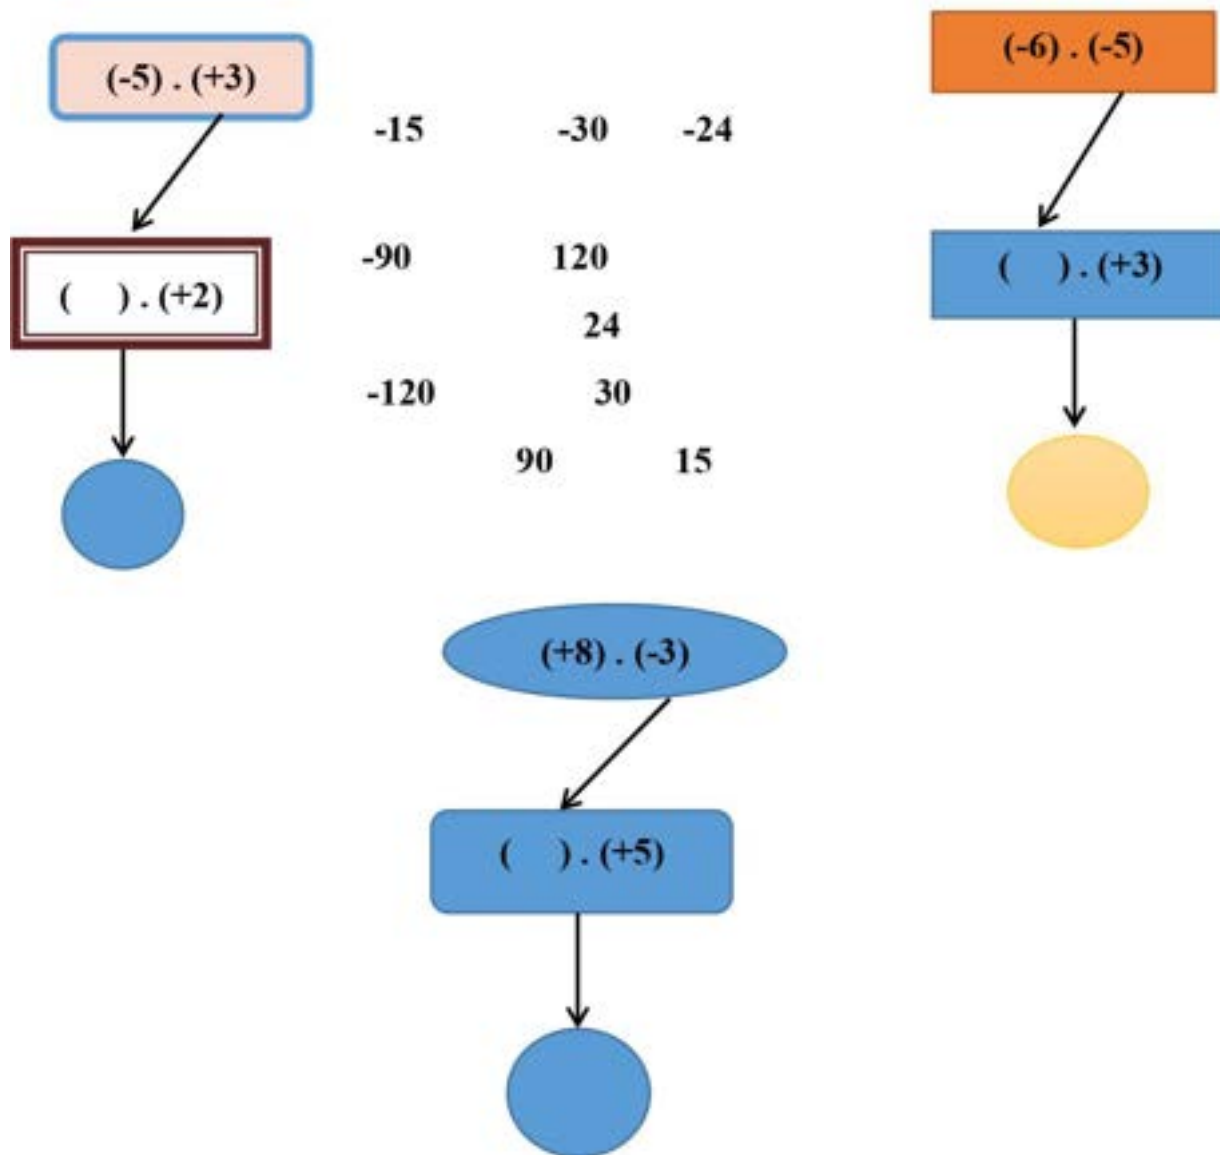 (-5) . (+3)
(-6) . (-5)
-15 -30 -24
( ) . (+2)
-90 120
( ) . (+3)
24
-120 30
90 15
(+8) . (-3)
( ) . (+5)